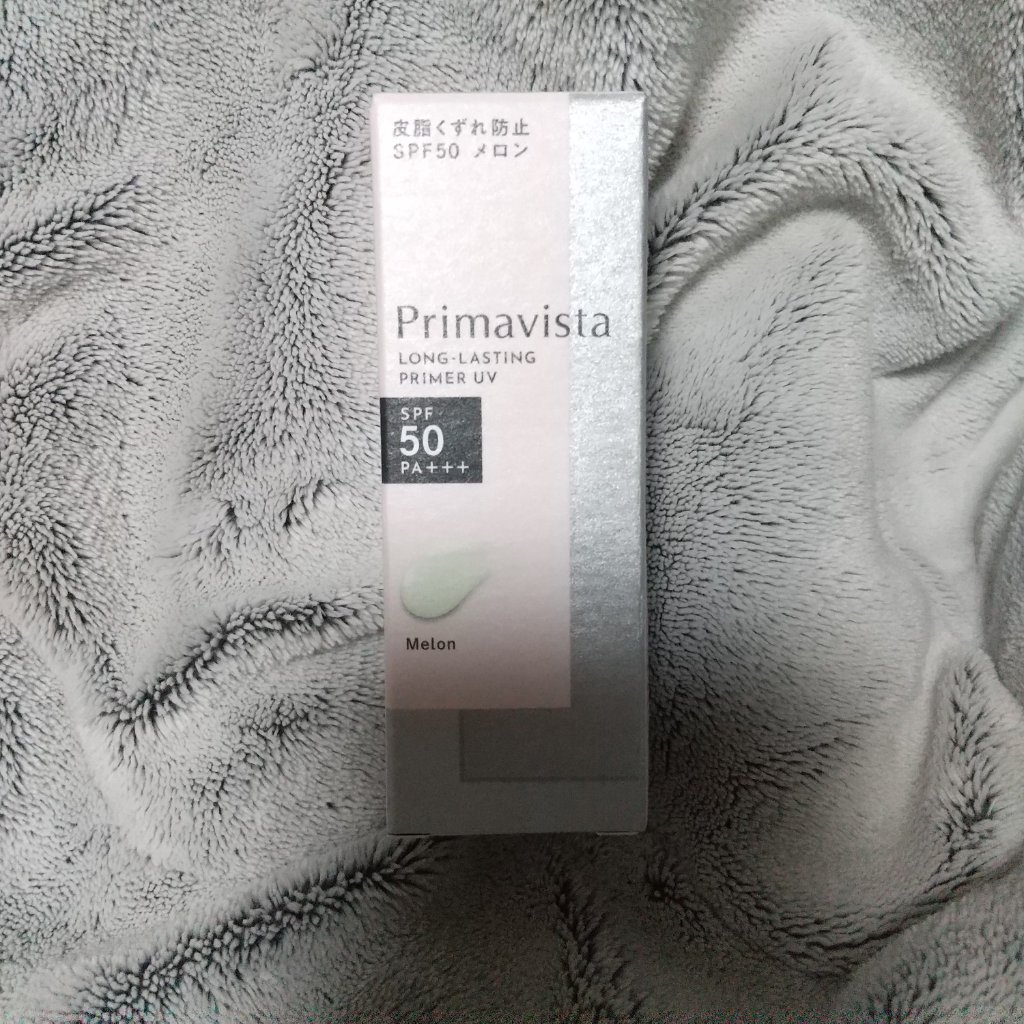 皮脂くずれ防止
SPF50 メロン
Primavista
LONG-LASTING
PRIMER UV
SPF
50
PA+++
Melon